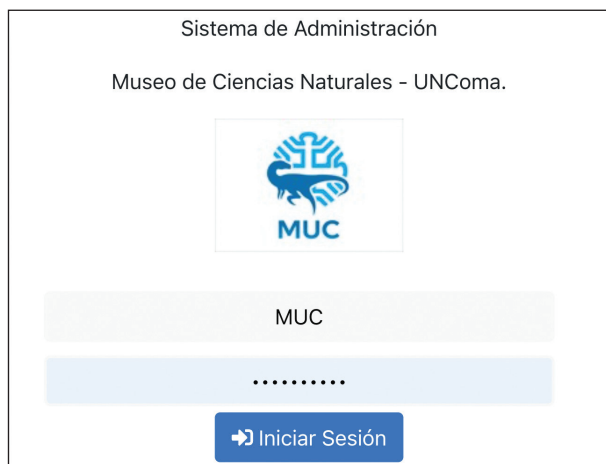 Sistema de Administración
Museo de Ciencias Naturales - UNComa.
MUC
MUC
••••••••••
Iniciar Sesión